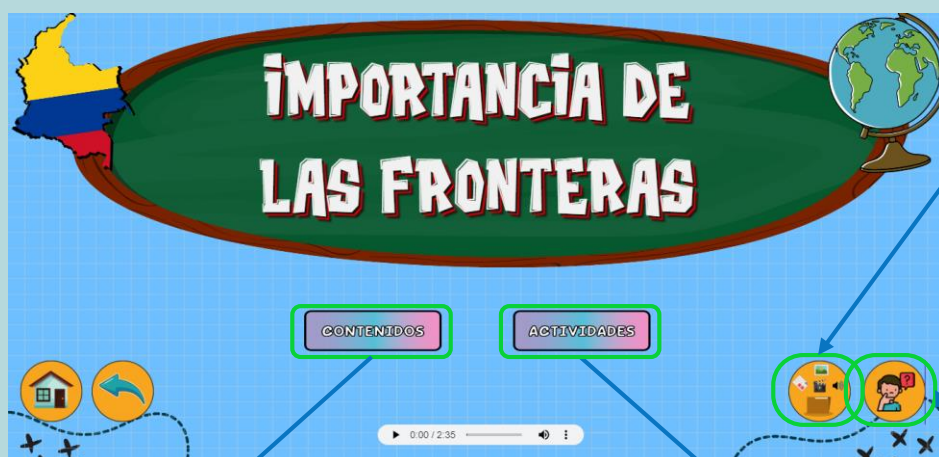 iMPORTANCiA DE
LAS FRONTERAS
CONTENIDOS
ACTIVIDADES
?
0:00 / 2:35